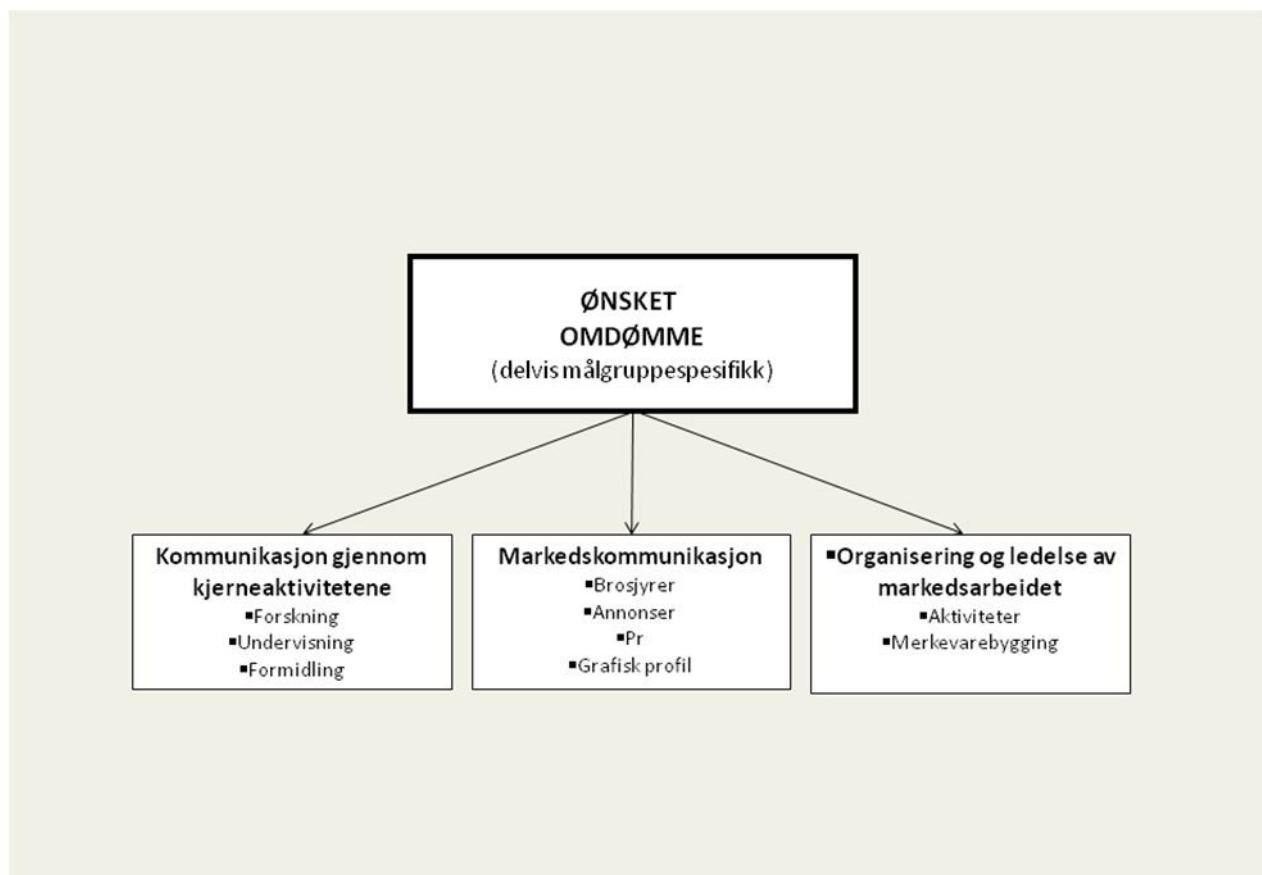 ØNSKET
OMDØMME
(delvis målgruppespesifikk)
Kommunikasjon gjennom
kjerneaktivitetene
▪Forskning
▪Undervisning
▪Formidling
Markedskommunikasjon
▪Brosjyrer
▪Annonser
▪Pr
▪Grafisk profil
▪Organisering og ledelse av
markedsarbeidet
▪Aktiviteter
▪Merkevarebygging